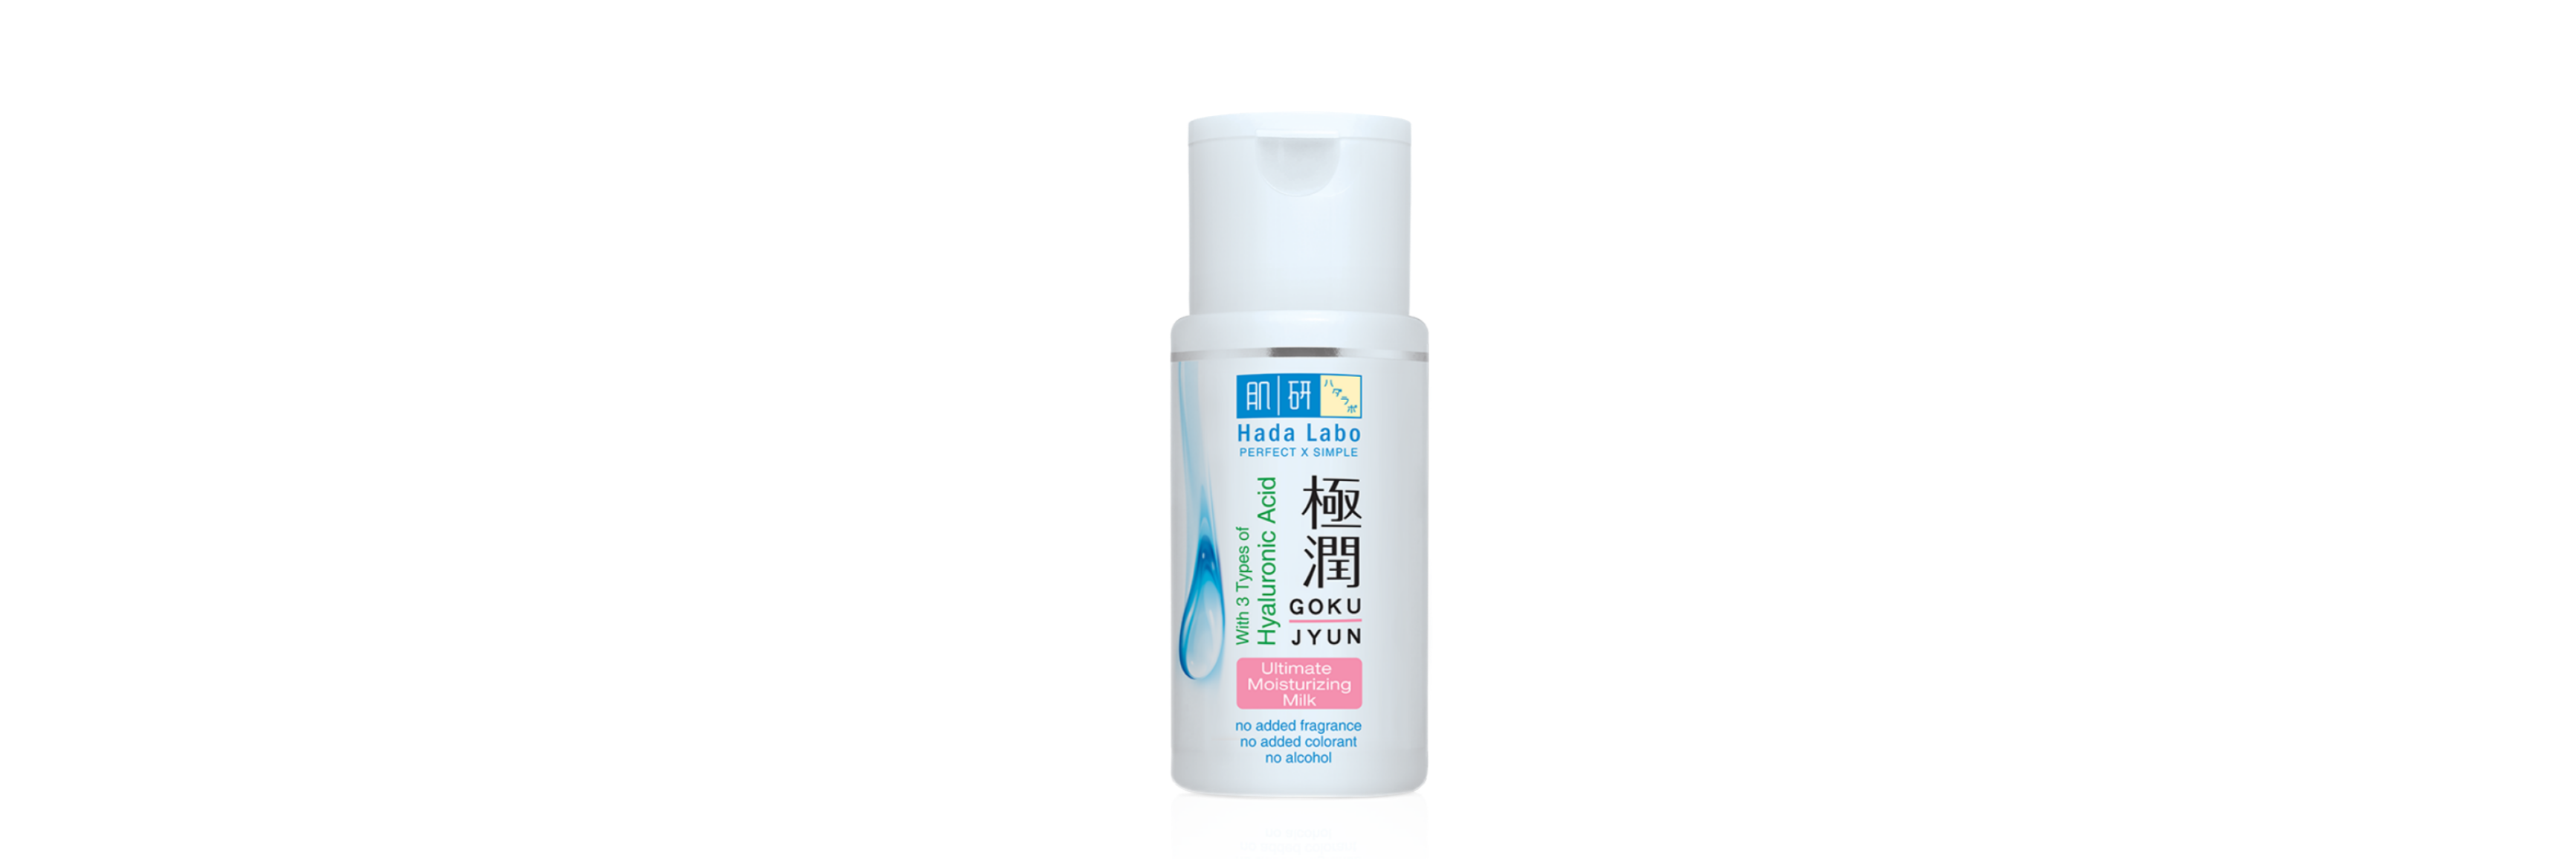 肌研
ハダラボ
Hada Labo
PERFECT X SIMPLE
With 3 Types of
Hyaluronic Acid
極潤
GOKU
JYUN
Ultimate
Moisturizing
Milk
no added fragrance
no added colorant
no alcohol